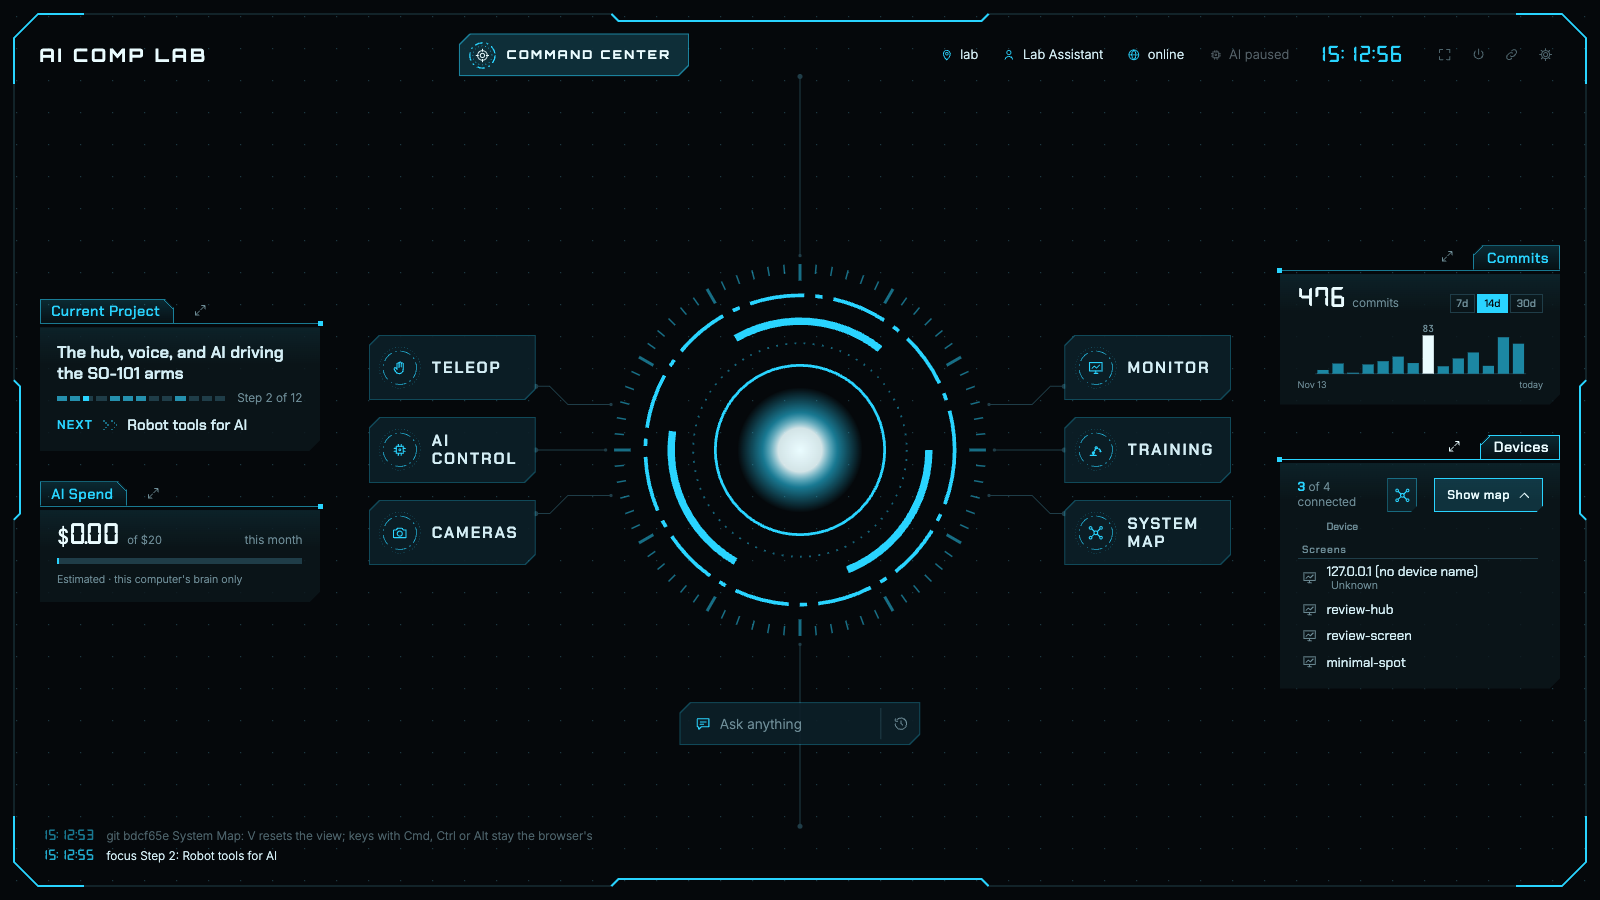 AI COMP LAB
COMMAND CENTER
lab
Lab Assistant
online
AI paused
15:12:56
Current Project
The hub, voice, and AI driving
the SO-101 arms
Step 2 of 12
NEXT
Robot tools for AI
AI Spend
$0.00 of $20
this month
Estimated · this computer's brain only
TELEOP
AI
CONTROL
CAMERAS
MONITOR
TRAINING
SYSTEM
MAP
Commits
476 commits
7d
14d
30d
83
Nov 13
today
Devices
3 of 4
connected
Show map
Device
Screens
127.0.0.1 (no device name)
Unknown
review-hub
review-screen
minimal-spot
Ask anything
15:12:53 git bdcf65e System Map: V resets the view; keys with Cmd, Ctrl or Alt stay the browser's
15:12:55 focus Step 2: Robot tools for AI